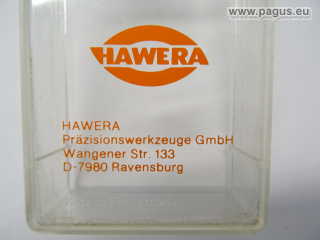 www.pagus.eu
HAWERA
HAWERA
Präzisionswerkzeuge GmbH
Wangener Str. 133
D-7980 Ravensburg